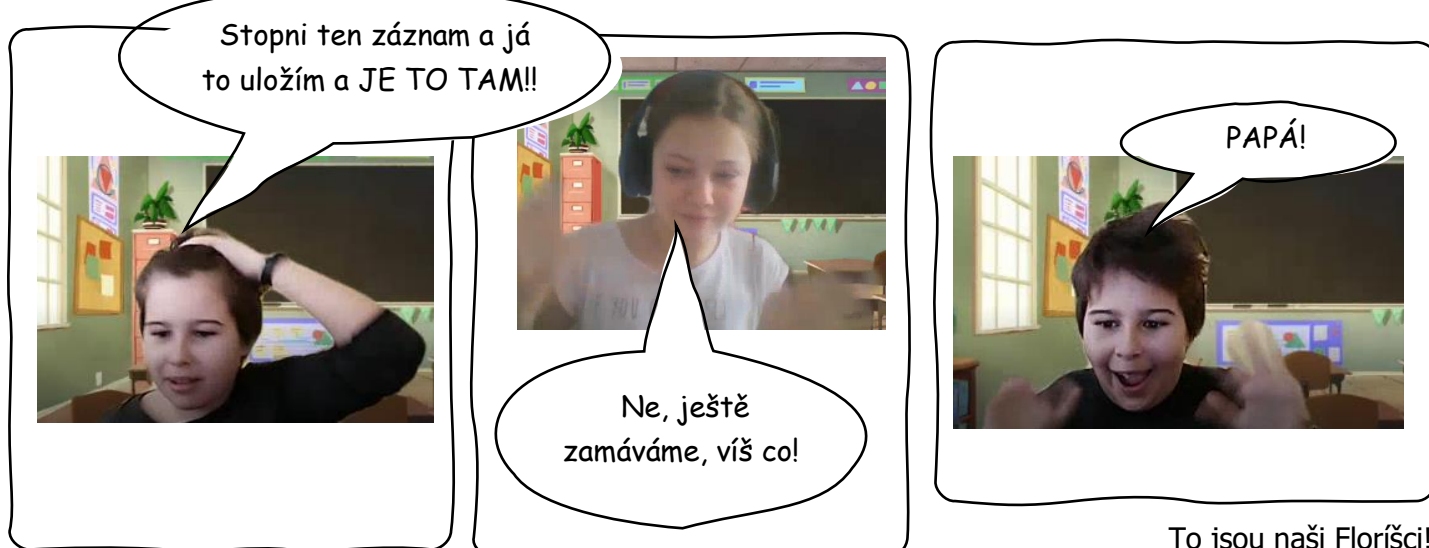 Stopni ten záznam a já
to uložím a JE TO TAM!!
Ne, ještě
zamáváme, víš co!
PAPÁ!
To jsou naši Floríšci!